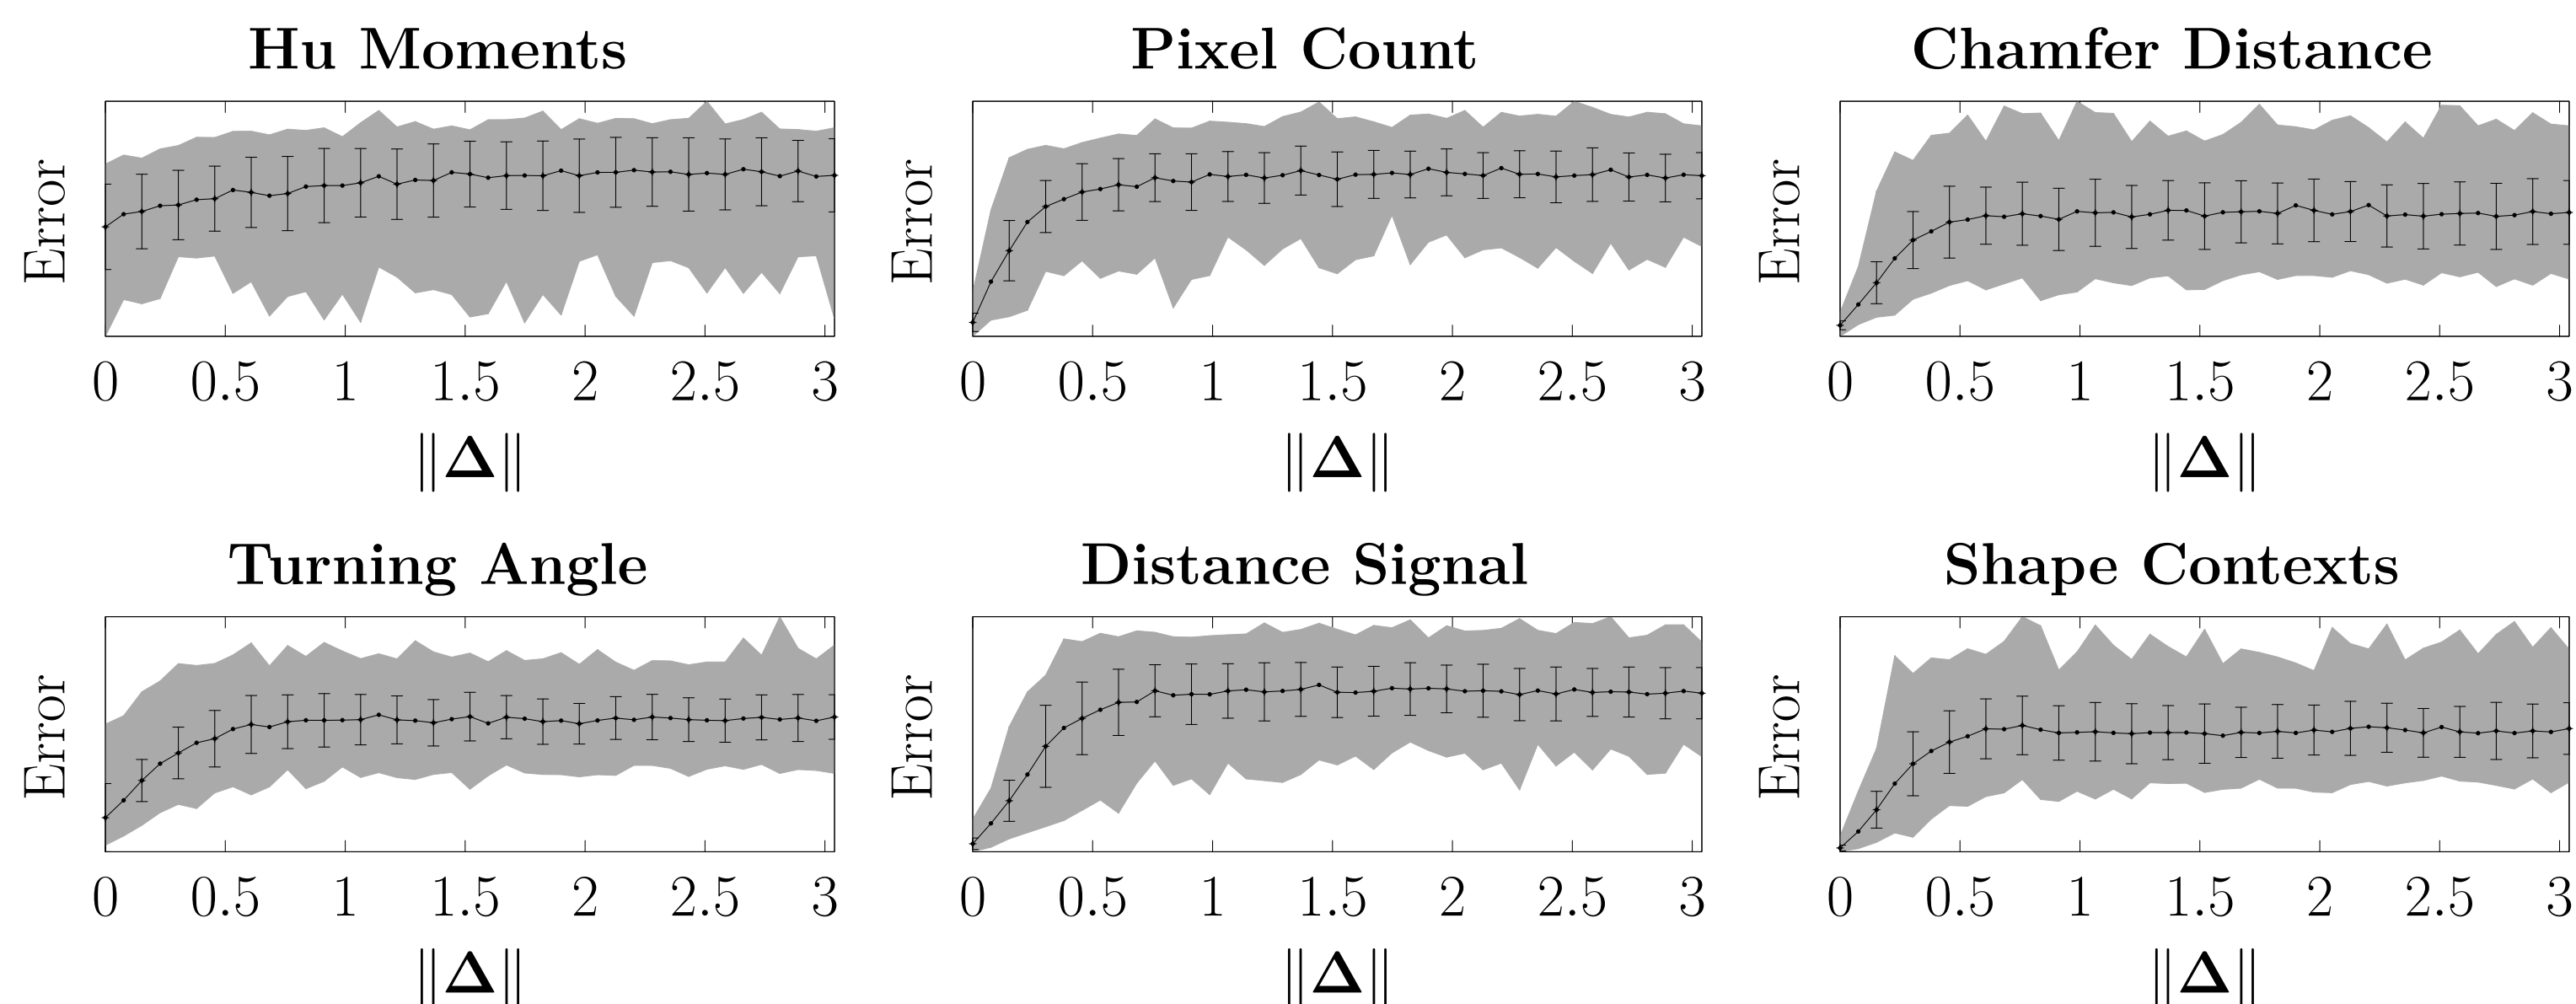 Hu Moments Pixel Count Chamfer Distance
Error Error Error
0 0.5 1 1.5 2 2.5 3 0 0.5 1 1.5 2 2.5 3 0 0.5 1 1.5 2 2.5 3
‖Δ‖ ‖Δ‖ ‖Δ‖
Turning Angle Distance Signal Shape Contexts
Error Error Error
0 0.5 1 1.5 2 2.5 3 0 0.5 1 1.5 2 2.5 3 0 0.5 1 1.5 2 2.5 3
‖Δ‖ ‖Δ‖ ‖Δ‖